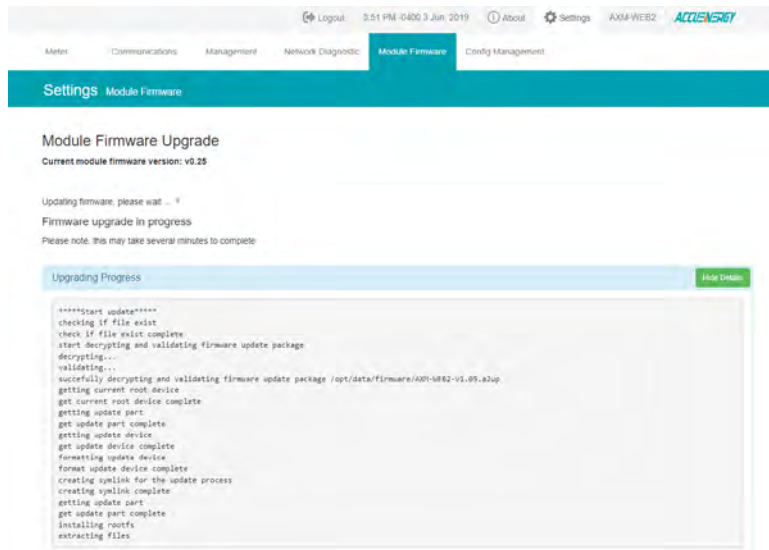 Logout 3:51 PM -0400 3 Jun, 2019 About Settings AXM-WEB2 ACCUENERGY
Meter Communications Management Network Diagnostic Module Firmware Config Management
Settings Module Firmware
Module Firmware Upgrade
Current module firmware version: v0.25
Updating firmware, please wait ...
Firmware upgrade in progress
Please note, this may take several minutes to complete
Upgrading Progress Hide Details
*****Start update*****
checking if file exist
check if file exist complete
start decrypting and validating firmware update package
decrypting...
validating...
succefully decrypting and validating firmware update package /opt/data/firmware/AXM-WEB2-v1.05.a2up
getting current root device
get current root device complete
getting update part
get update part complete
getting update device
get update device complete
formatting update device
format update device complete
creating symlink for the update process
creating symlink complete
getting update part
get update part complete
installing rootfs
extracting files